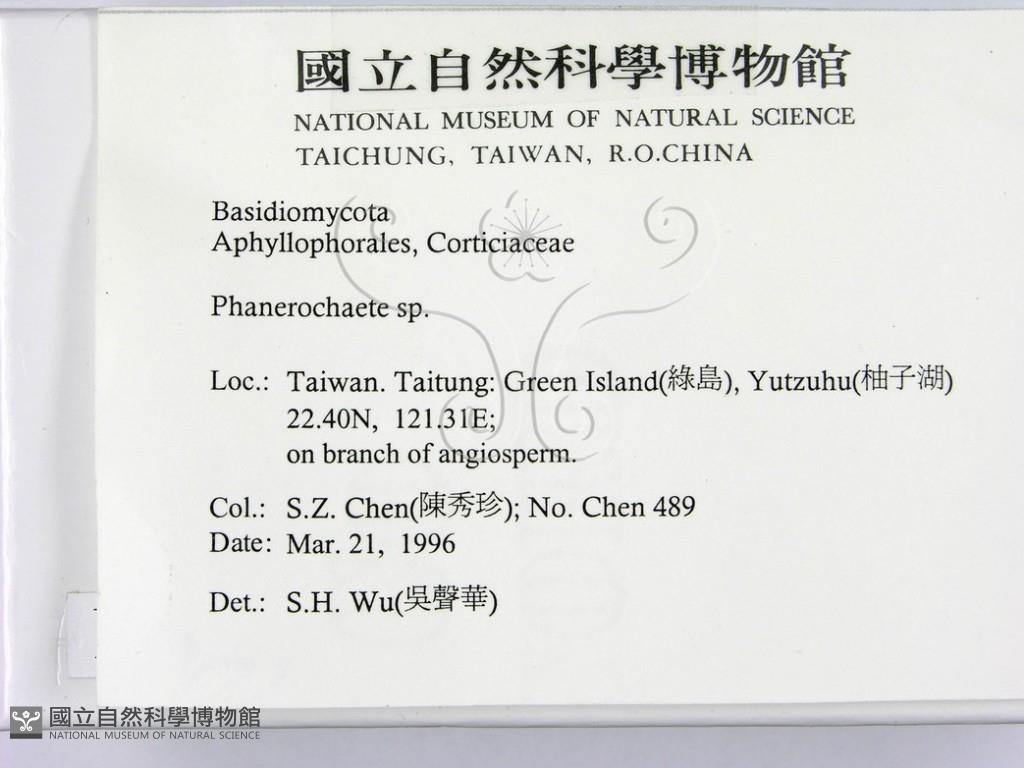 國立自然科學博物館
NATIONAL MUSEUM OF NATURAL SCIENCE
TAICHUNG, TAIWAN, R.O.CHINA
Basidiomycota
Aphyllophorales, Corticiaceae
Phanerochaete sp.
Loc.: Taiwan. Taitung: Green Island(綠島), Yutzuhu(柚子湖)
22.40N, 121.31E;
on branch of angiosperm.
Col.: S.Z. Chen(陳秀珍); No. Chen 489
Date: Mar. 21, 1996
Det.: S.H. Wu(吳聲華)
國立自然科學博物館
NATIONAL MUSEUM OF NATURAL SCIENCE